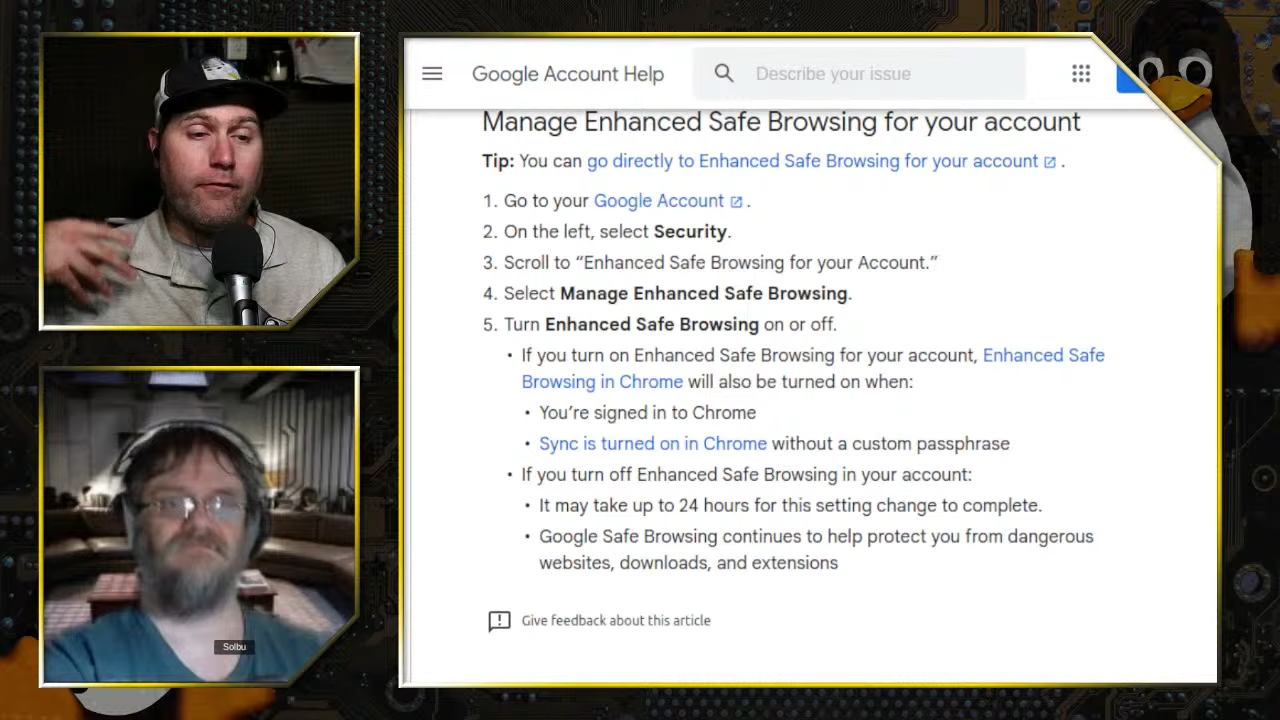 Google Account Help
Describe your issue
Manage Enhanced Safe Browsing for your account
Tip: You can go directly to Enhanced Safe Browsing for your account .
1. Go to your Google Account .
2. On the left, select Security.
3. Scroll to “Enhanced Safe Browsing for your Account.”
4. Select Manage Enhanced Safe Browsing.
5. Turn Enhanced Safe Browsing on or off.
• If you turn on Enhanced Safe Browsing for your account, Enhanced Safe
Browsing in Chrome will also be turned on when:
• You’re signed in to Chrome
• Sync is turned on in Chrome without a custom passphrase
• If you turn off Enhanced Safe Browsing in your account:
• It may take up to 24 hours for this setting change to complete.
• Google Safe Browsing continues to help protect you from dangerous
websites, downloads, and extensions
Give feedback about this article
Solbu